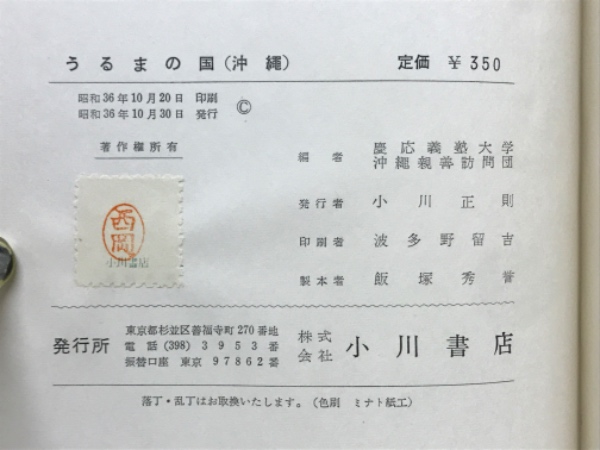 うるまの国(沖縄) 定価 ￥350
昭和36年10月20日 印刷
昭和36年10月30日 発行 ©
著作権所有
編者 慶応義塾大学
沖縄親善訪問団
発行者 小川正則
印刷者 波多野留吉
製本者 飯塚秀誉
西岡
小川書店
発行所 東京都杉並区善福寺町270番地
電話(398)3953番
振替口座 東京 97862番
株式会社 小川書店
落丁・乱丁はお取換いたします。(色刷 ミナト紙工)